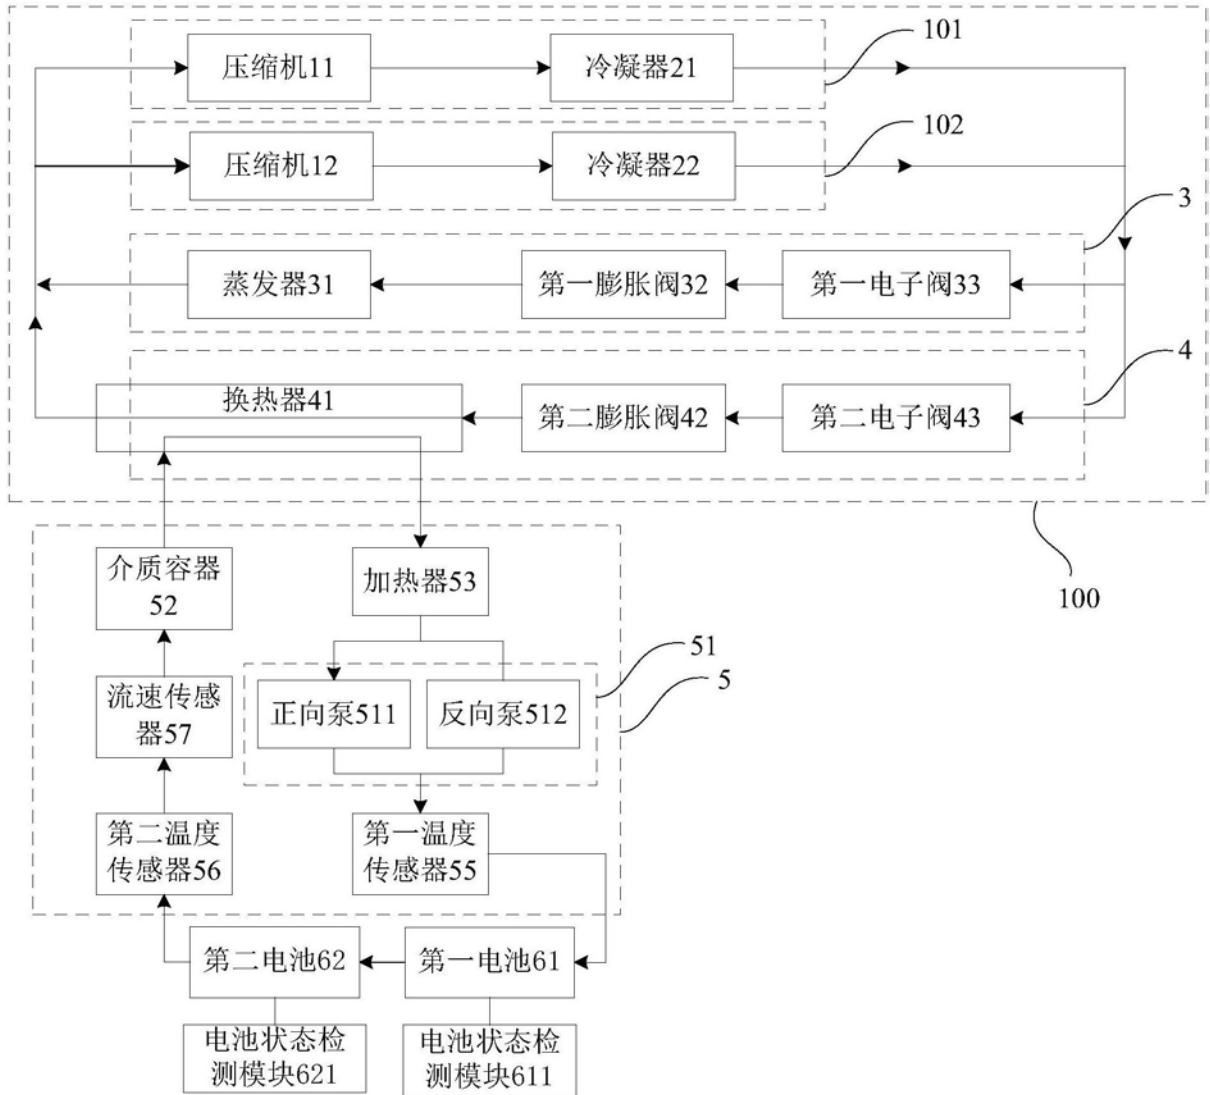 101
压缩机11
冷凝器21
102
压缩机12
冷凝器22
3
蒸发器31
第一膨胀阀32
第一电子阀33
4
换热器41
第二膨胀阀42
第二电子阀43
100
介质容器
52
加热器53
51
5
流速传感
器57
正向泵511
反向泵512
第二温度
传感器56
第一温度
传感器55
第二电池62
第一电池61
电池状态检
测模块621
电池状态检
测模块611